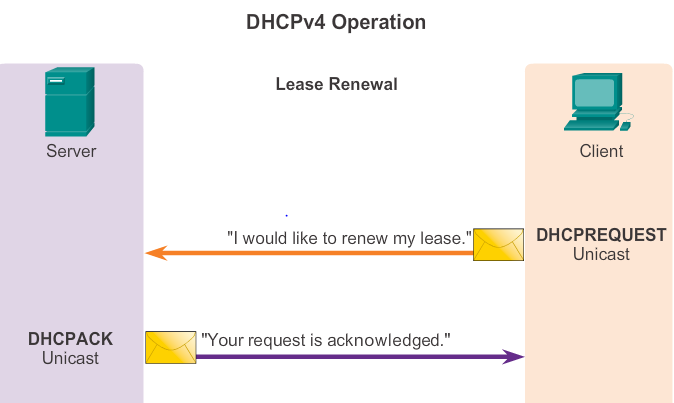 DHCPv4 Operation
Lease Renewal
Server
Client
"I would like to renew my lease."
DHCPREQUEST
Unicast
DHCPACK
Unicast
"Your request is acknowledged."